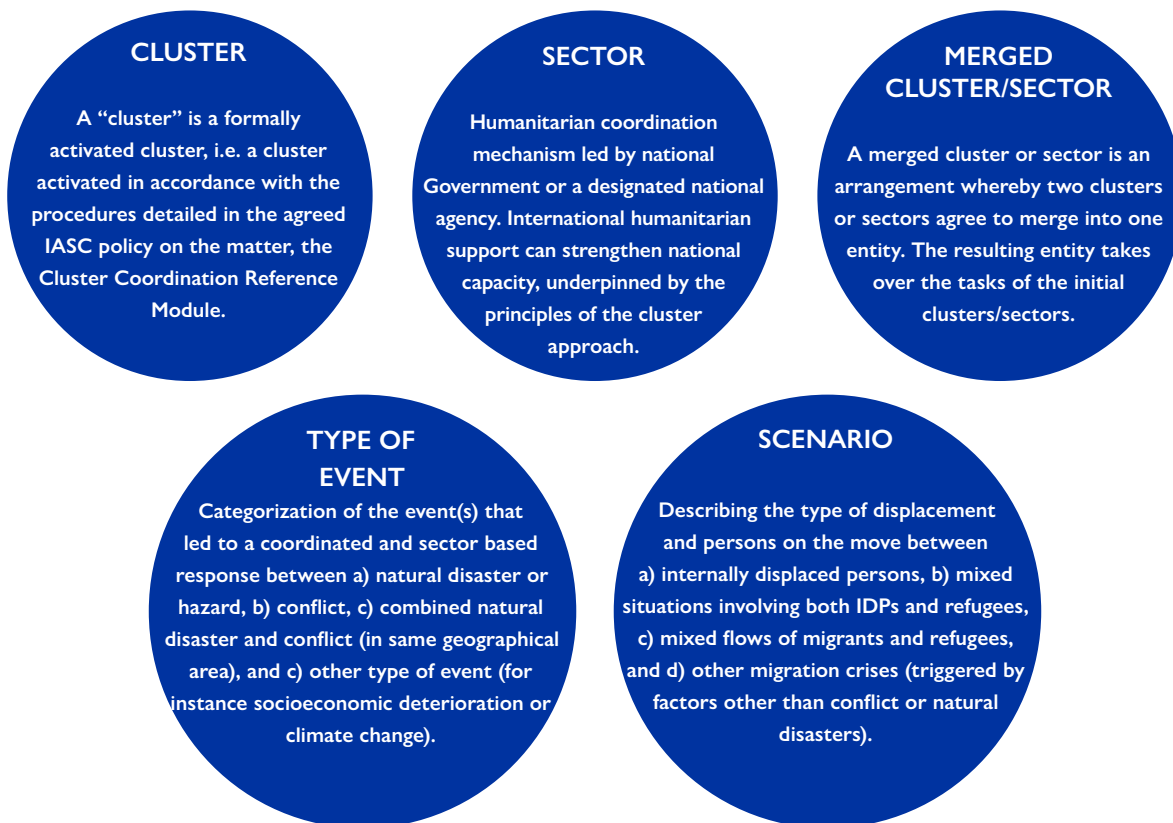 CLUSTER
A “cluster” is a formally
activated cluster, i.e. a cluster
activated in accordance with the
procedures detailed in the agreed
IASC policy on the matter, the
Cluster Coordination Reference
Module.
SECTOR
Humanitarian coordination
mechanism led by national
Government or a designated national
agency. International humanitarian
support can strengthen national
capacity, underpinned by the
principles of the cluster
approach.
MERGED
CLUSTER/SECTOR
A merged cluster or sector is an
arrangement whereby two clusters
or sectors agree to merge into one
entity. The resulting entity takes
over the tasks of the initial
clusters/sectors.
TYPE OF
EVENT
Categorization of the event(s) that
led to a coordinated and sector based
response between a) natural disaster or
hazard, b) conflict, c) combined natural
disaster and conflict (in same geographical
area), and c) other type of event (for
instance socioeconomic deterioration or
climate change).
SCENARIO
Describing the type of displacement
and persons on the move between
a) internally displaced persons, b) mixed
situations involving both IDPs and refugees,
c) mixed flows of migrants and refugees,
and d) other migration crises (triggered by
factors other than conflict or natural
disasters).